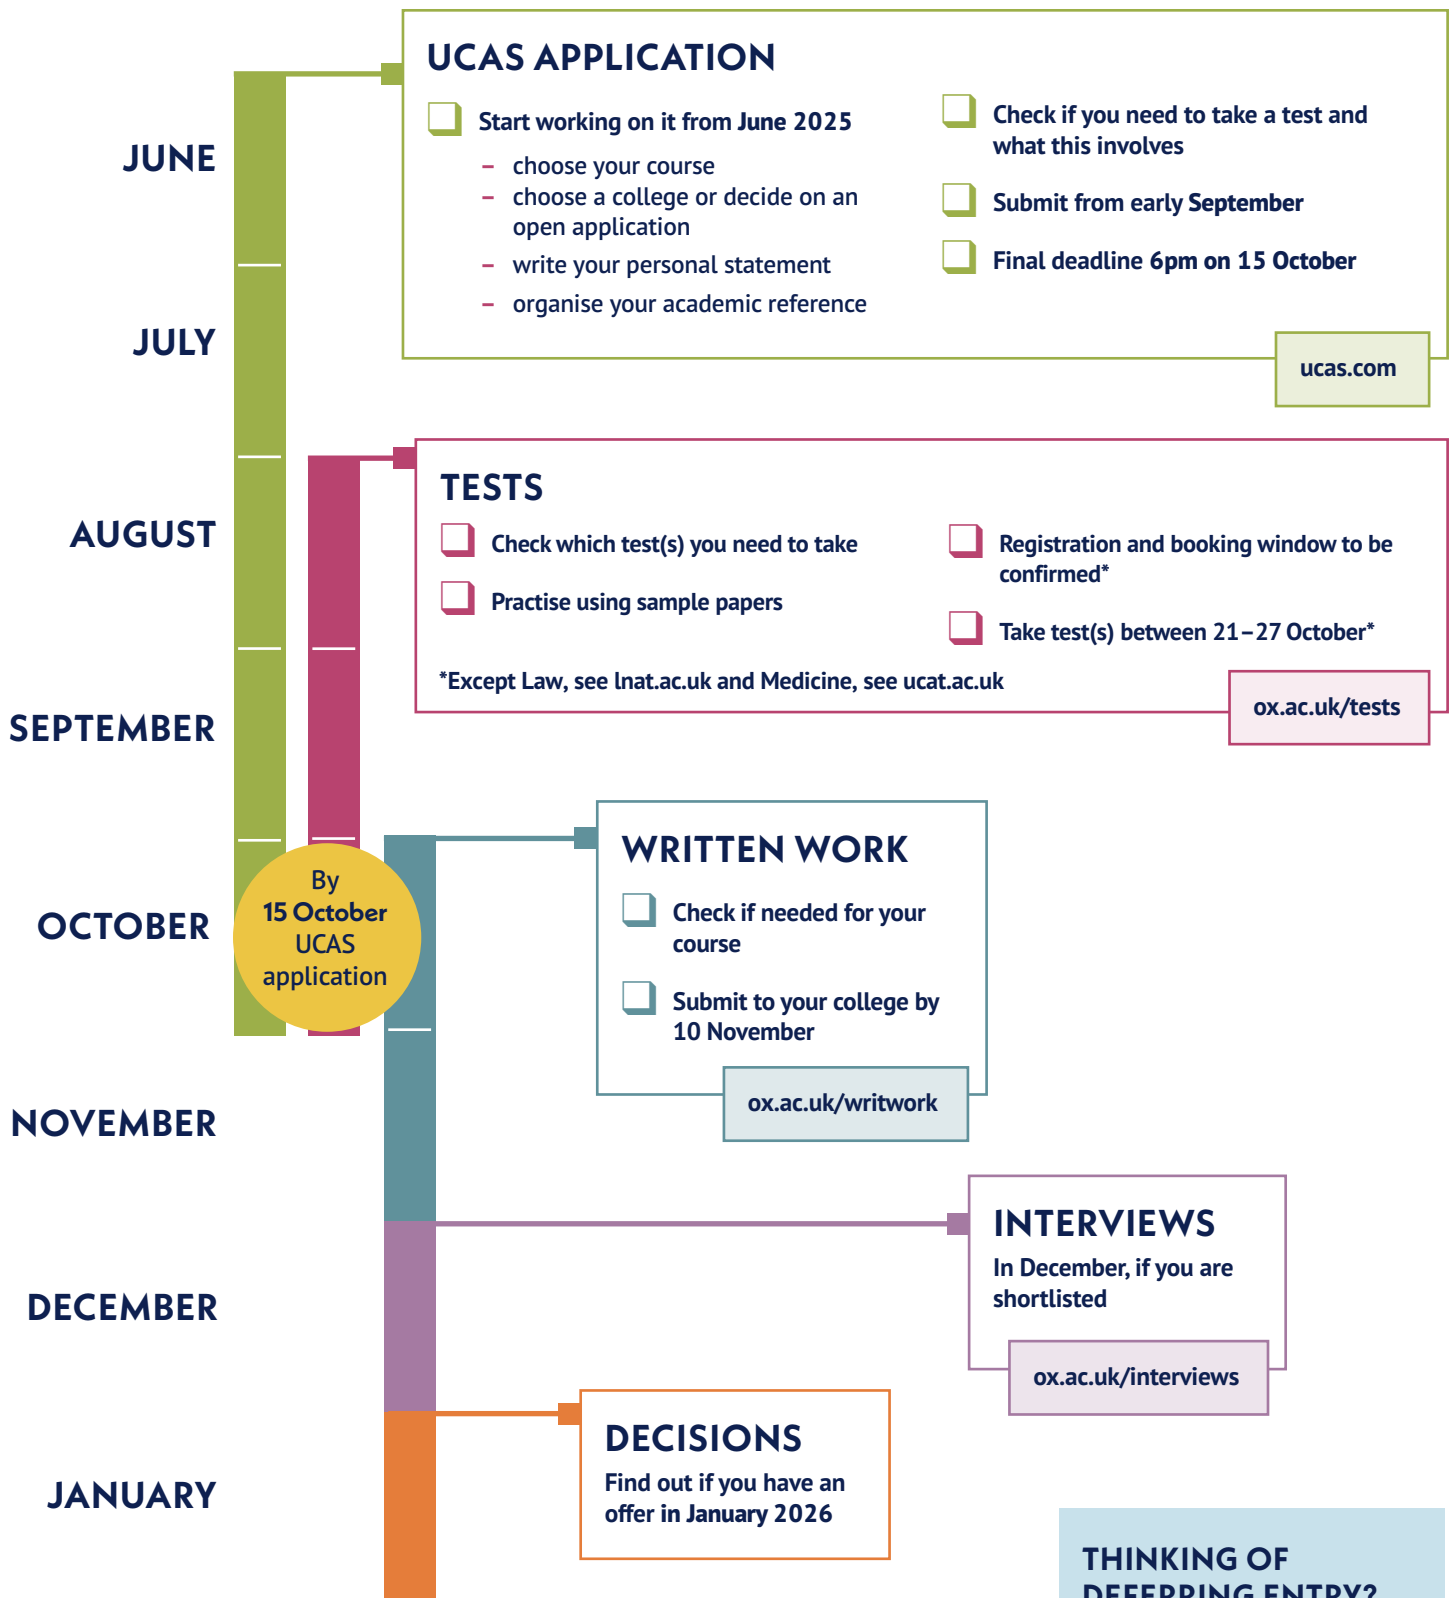 UCAS APPLICATION
Start working on it from June 2025
– choose your course
– choose a college or decide on an
open application
– write your personal statement
– organise your academic reference
Check if you need to take a test and
what this involves
Submit from early September
Final deadline 6pm on 15 October
ucas.com
JUNE
JULY
TESTS
Check which test(s) you need to take
Practise using sample papers
Registration and booking window to be
confirmed*
Take test(s) between 21–27 October*
*Except Law, see lnat.ac.uk and Medicine, see ucat.ac.uk
ox.ac.uk/tests
AUGUST
SEPTEMBER
OCTOBER
By
15 October
UCAS
application
WRITTEN WORK
Check if needed for your
course
Submit to your college by
10 November
ox.ac.uk/writwork
NOVEMBER
INTERVIEWS
In December, if you are
shortlisted
ox.ac.uk/interviews
DECEMBER
DECISIONS
Find out if you have an
offer in January 2026
JANUARY
THINKING OF
DEFERRING ENTRY?